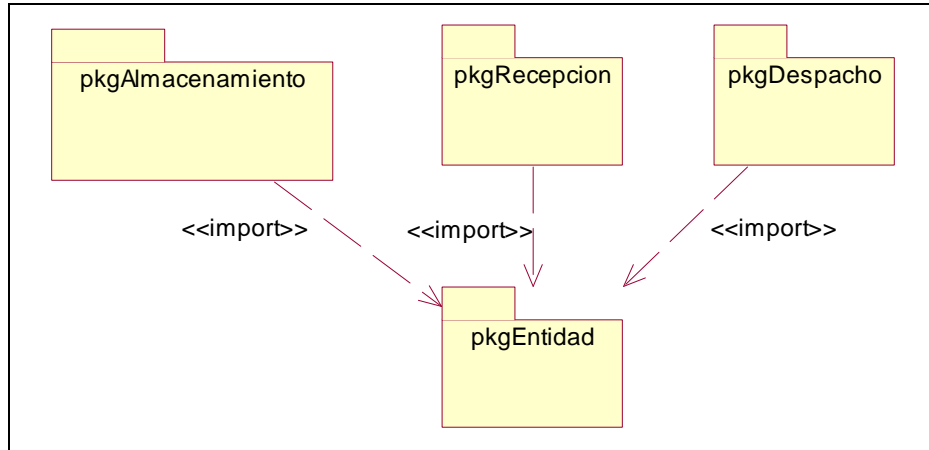 pkgAlmacenamiento
pkgRecepcion
pkgDespacho
<<import>>
<<import>>
<<import>>
pkgEntidad